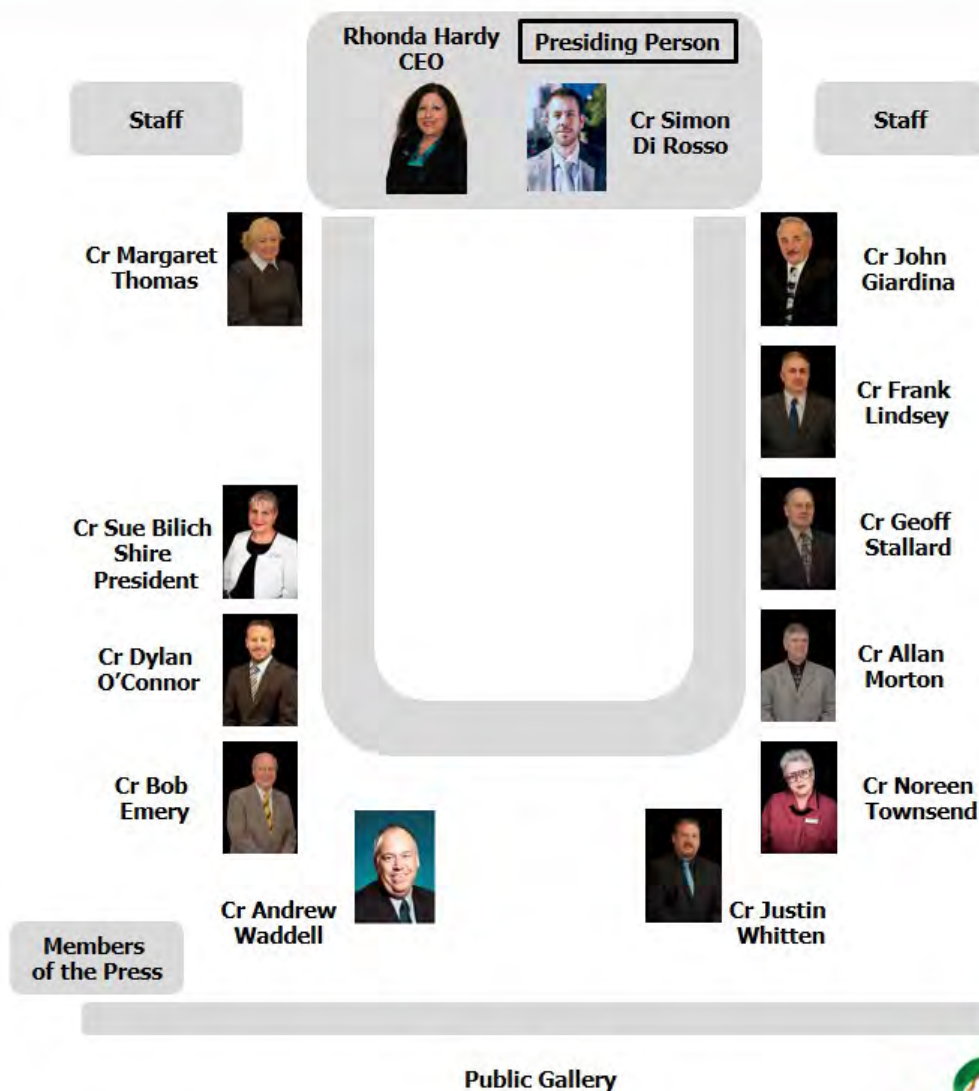 Rhonda Hardy
CEO
Presiding Person
Staff
Cr Simon
Di Rosso
Staff
Cr Margaret
Thomas
Cr John
Giardina
Cr Frank
Lindsey
Cr Sue Bilich
Shire
President
Cr Geoff
Stallard
Cr Dylan
O'Connor
Cr Allan
Morton
Cr Bob
Emery
Cr Noreen
Townsend
Cr Andrew
Waddell
Cr Justin
Whitten
Members
of the Press
Public Gallery